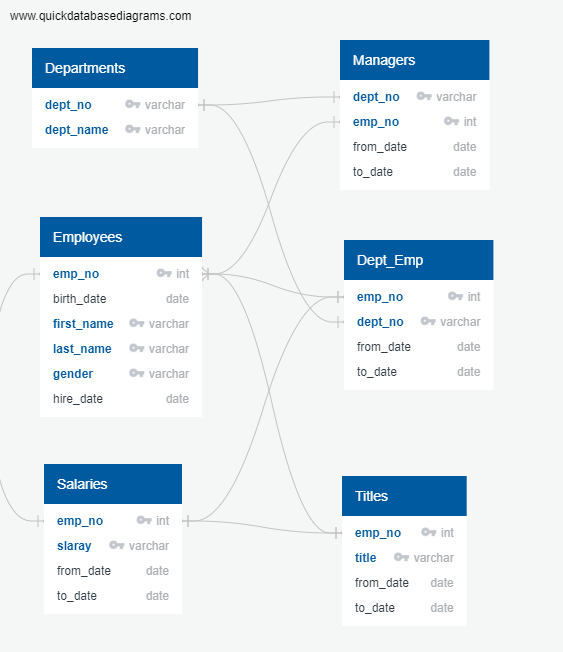 www.quickdatabasediagrams.com
Departments
dept_no varchar
dept_name varchar
Managers
dept_no varchar
emp_no int
from_date date
to_date date
Employees
emp_no int
birth_date date
first_name varchar
last_name varchar
gender varchar
hire_date date
Dept_Emp
emp_no int
dept_no varchar
from_date date
to_date date
Salaries
emp_no int
slaray varchar
from_date date
to_date date
Titles
emp_no int
title varchar
from_date date
to_date date